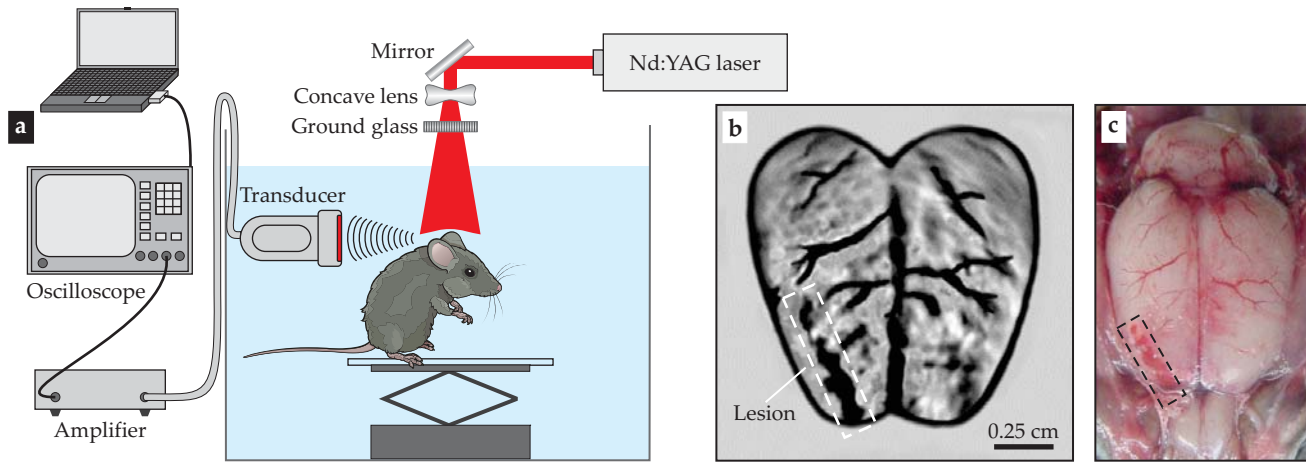 a
Mirror
Nd:YAG laser
Concave lens
Ground glass
Transducer
Oscilloscope
Amplifier
b
Lesion
0.25 cm
c